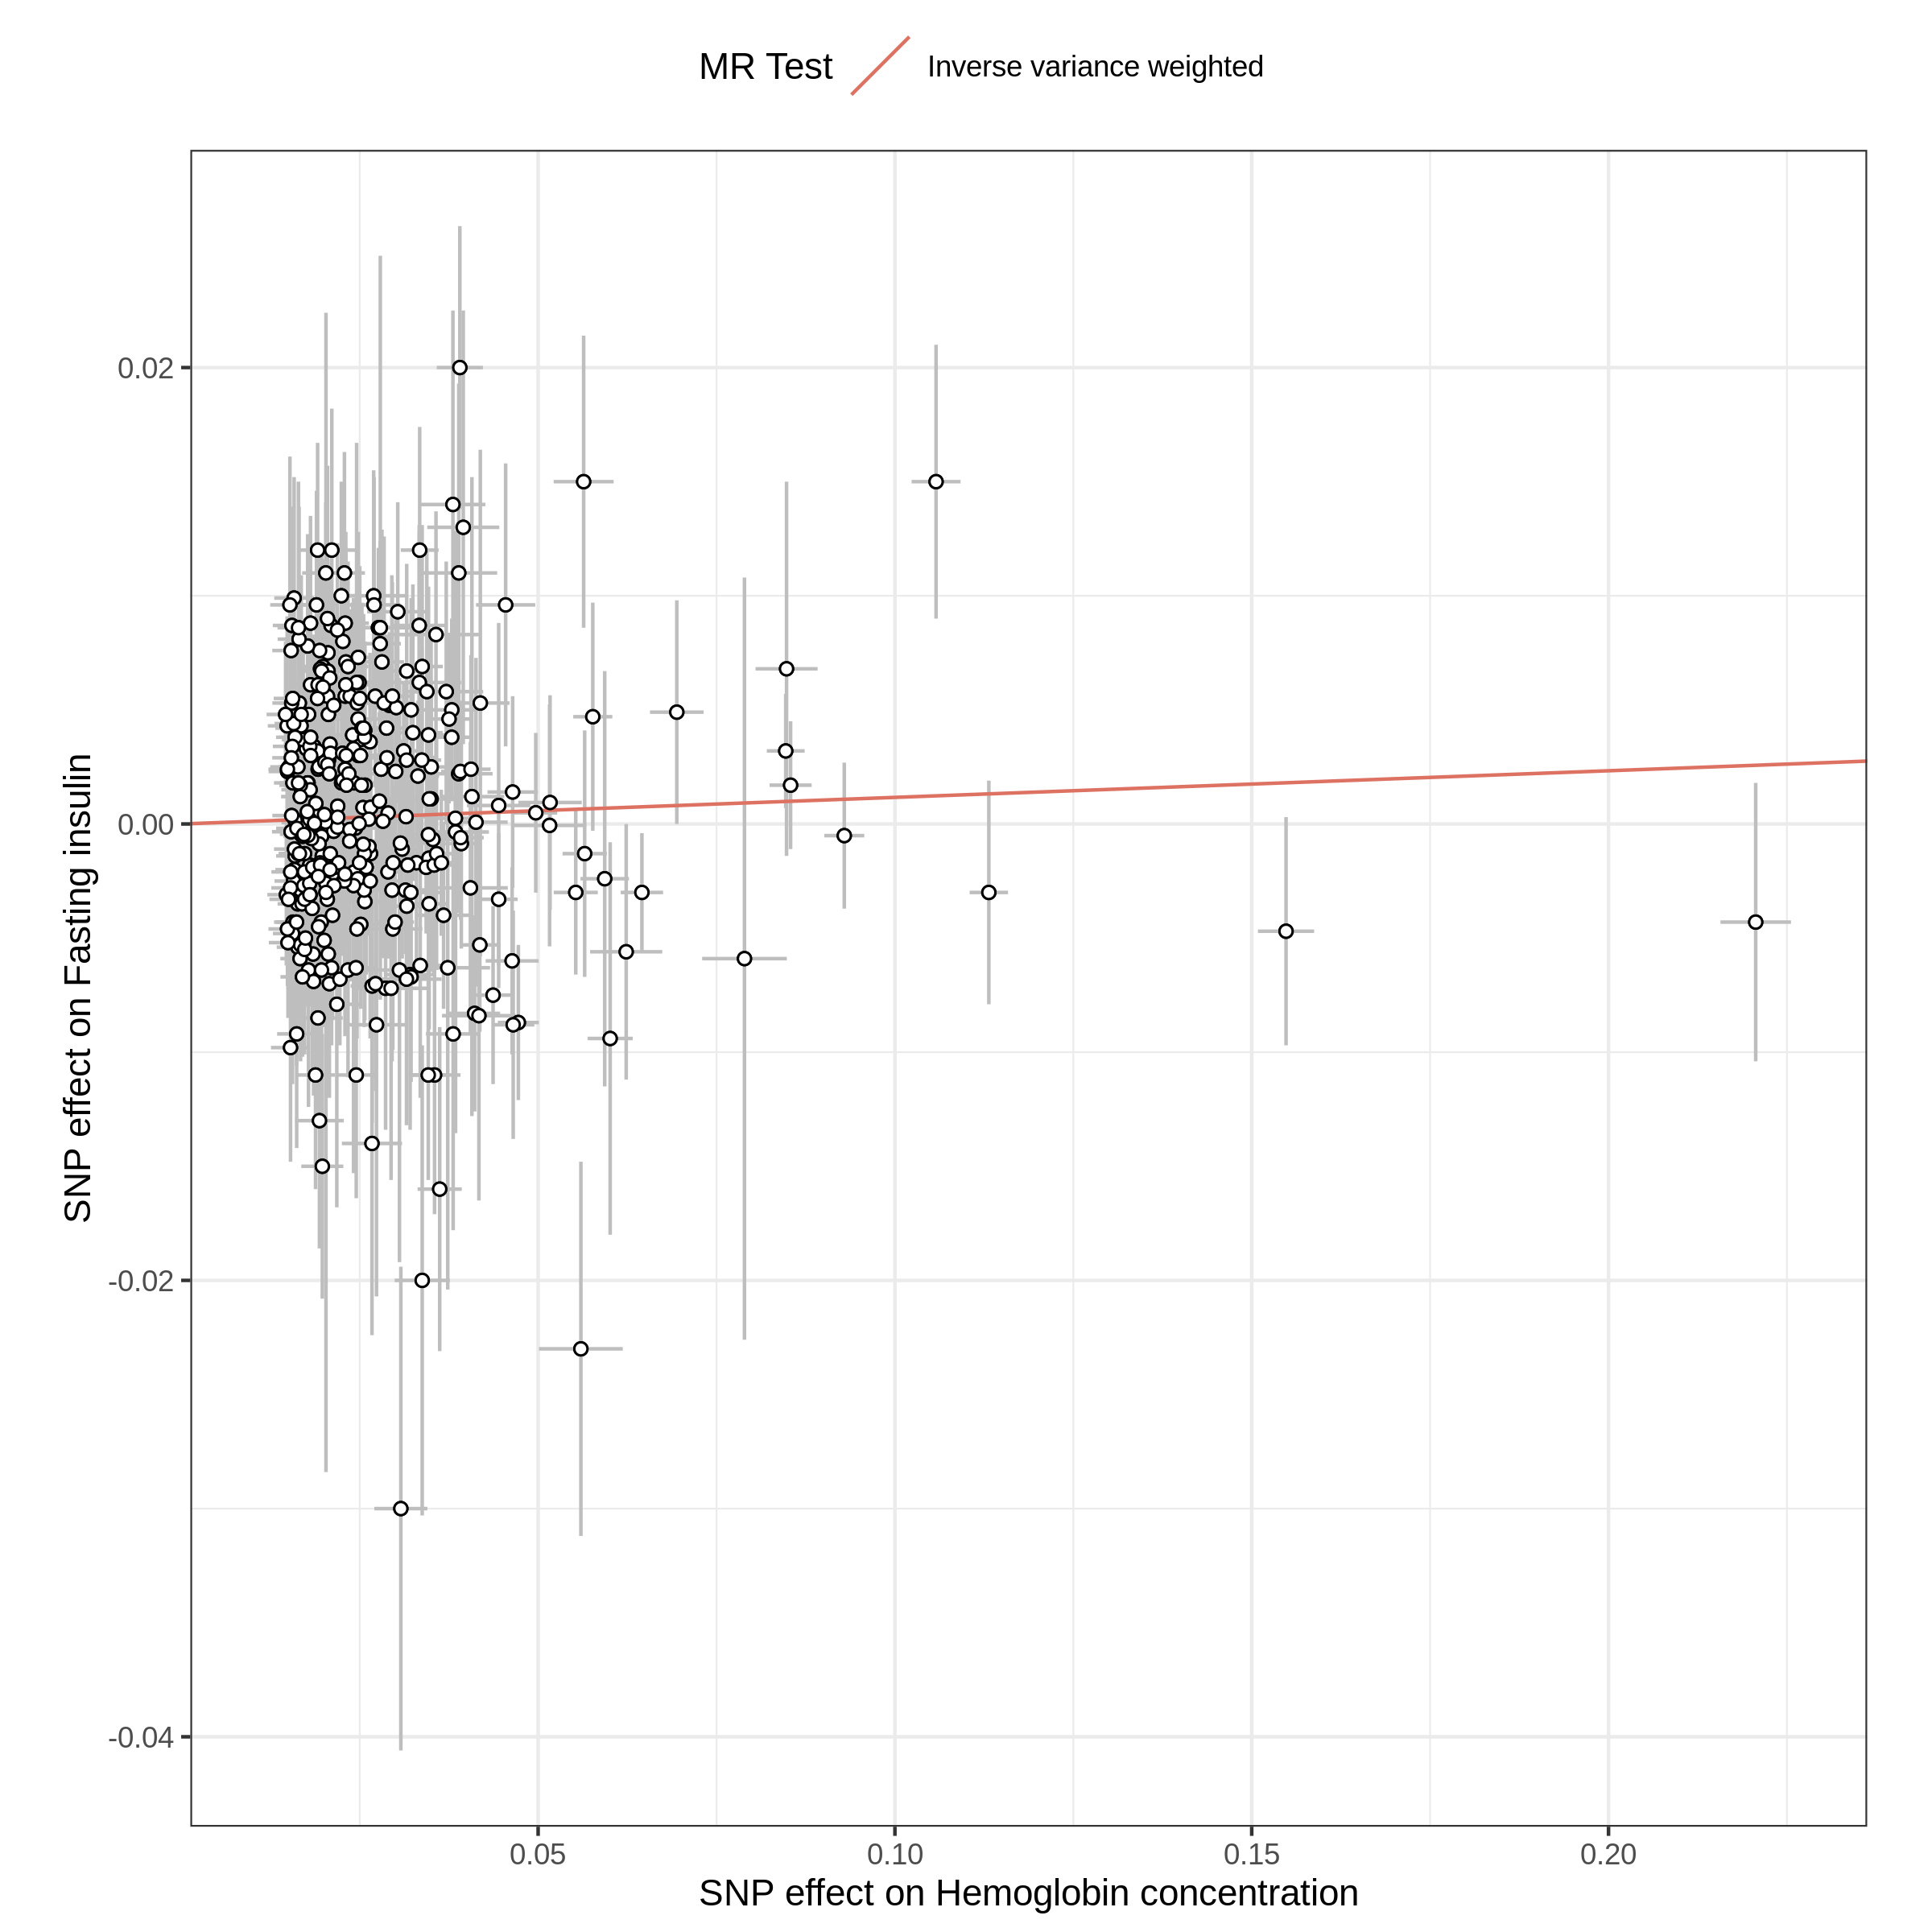 MR Test
Inverse variance weighted
SNP effect on Fasting insulin
0.02
0.00
-0.02
-0.04
0.05
0.10
0.15
0.20
SNP effect on Hemoglobin concentration